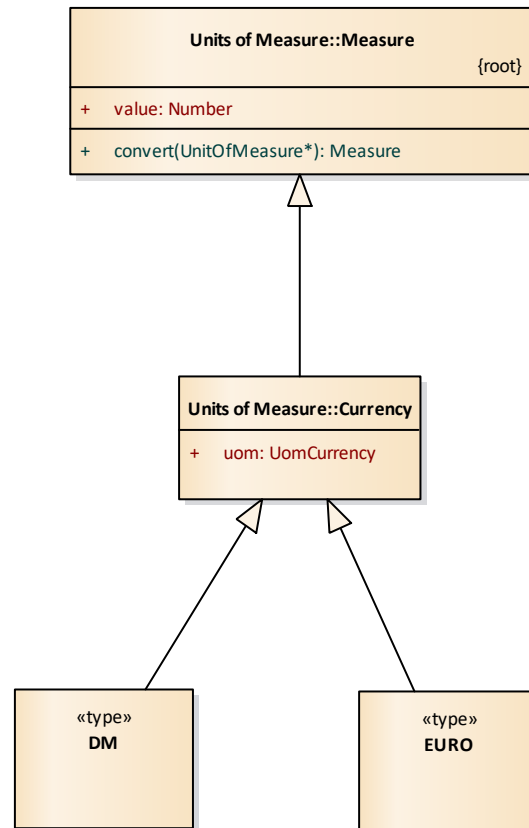 Units of Measure::Measure
{root}
+ value: Number
+ convert(UnitOfMeasure*): Measure
Units of Measure::Currency
+ uom: UomCurrency
«type»
DM
«type»
EURO